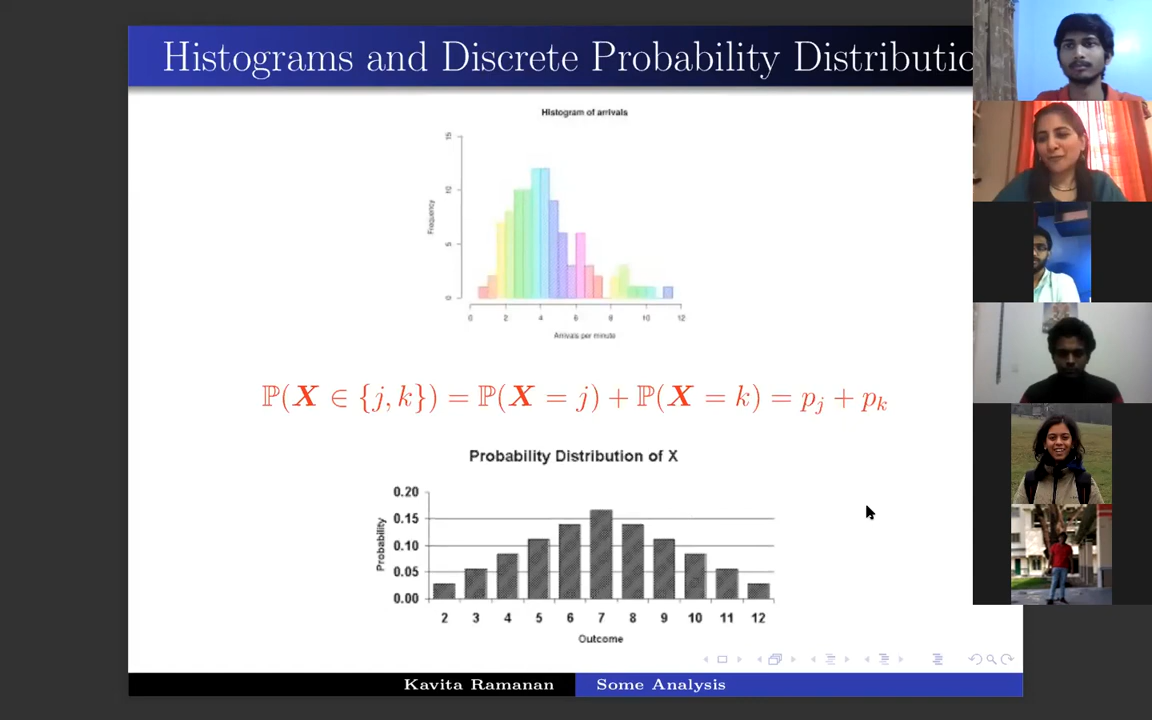 Histograms and Discrete Probability Distributio
Histogram of arrivals
Frequency
15
10
5
0
0 2 4 6 8 10 12
Arrivals per minute
ℙ(X ∈ {j, k}) = ℙ(X = j) + ℙ(X = k) = p_j + p_k
Probability Distribution of X
Probability
0.20
0.15
0.10
0.05
0.00
2 3 4 5 6 7 8 9 10 11 12
Outcome
Kavita Ramanan Some Analysis